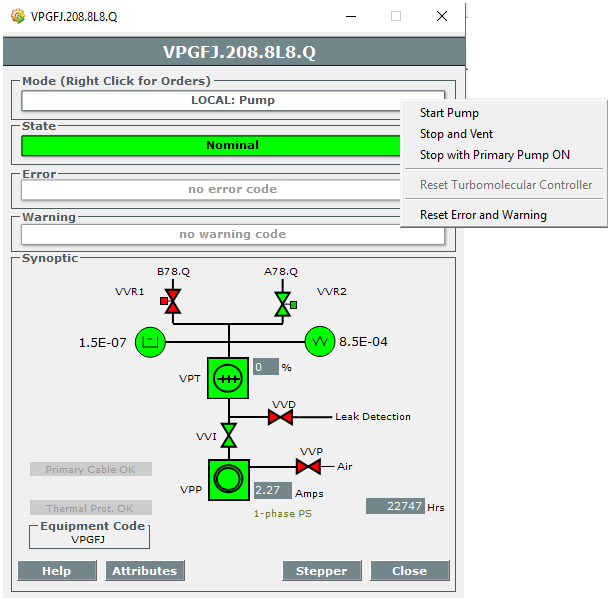 VPGFJ.208.8L8.Q
VPGFJ.208.8L8.Q
Mode (Right Click for Orders)
LOCAL: Pump
Start Pump
Stop and Vent
Stop with Primary Pump ON
Reset Turbomolecular Controller
Reset Error and Warning
State
Nominal
Error
no error code
Warning
no warning code
Synoptic
B78.Q A78.Q
VVR1 VVR2
1.5E-07 8.5E-04
VPT 0 %
VVD
Leak Detection
VVI
VVP
Air
Primary Cable OK
VPP 2.27 Amps
Thermal Prot. OK
22747 Hrs
1-phase PS
Equipment Code
VPGFJ
Help Attributes Stepper Close